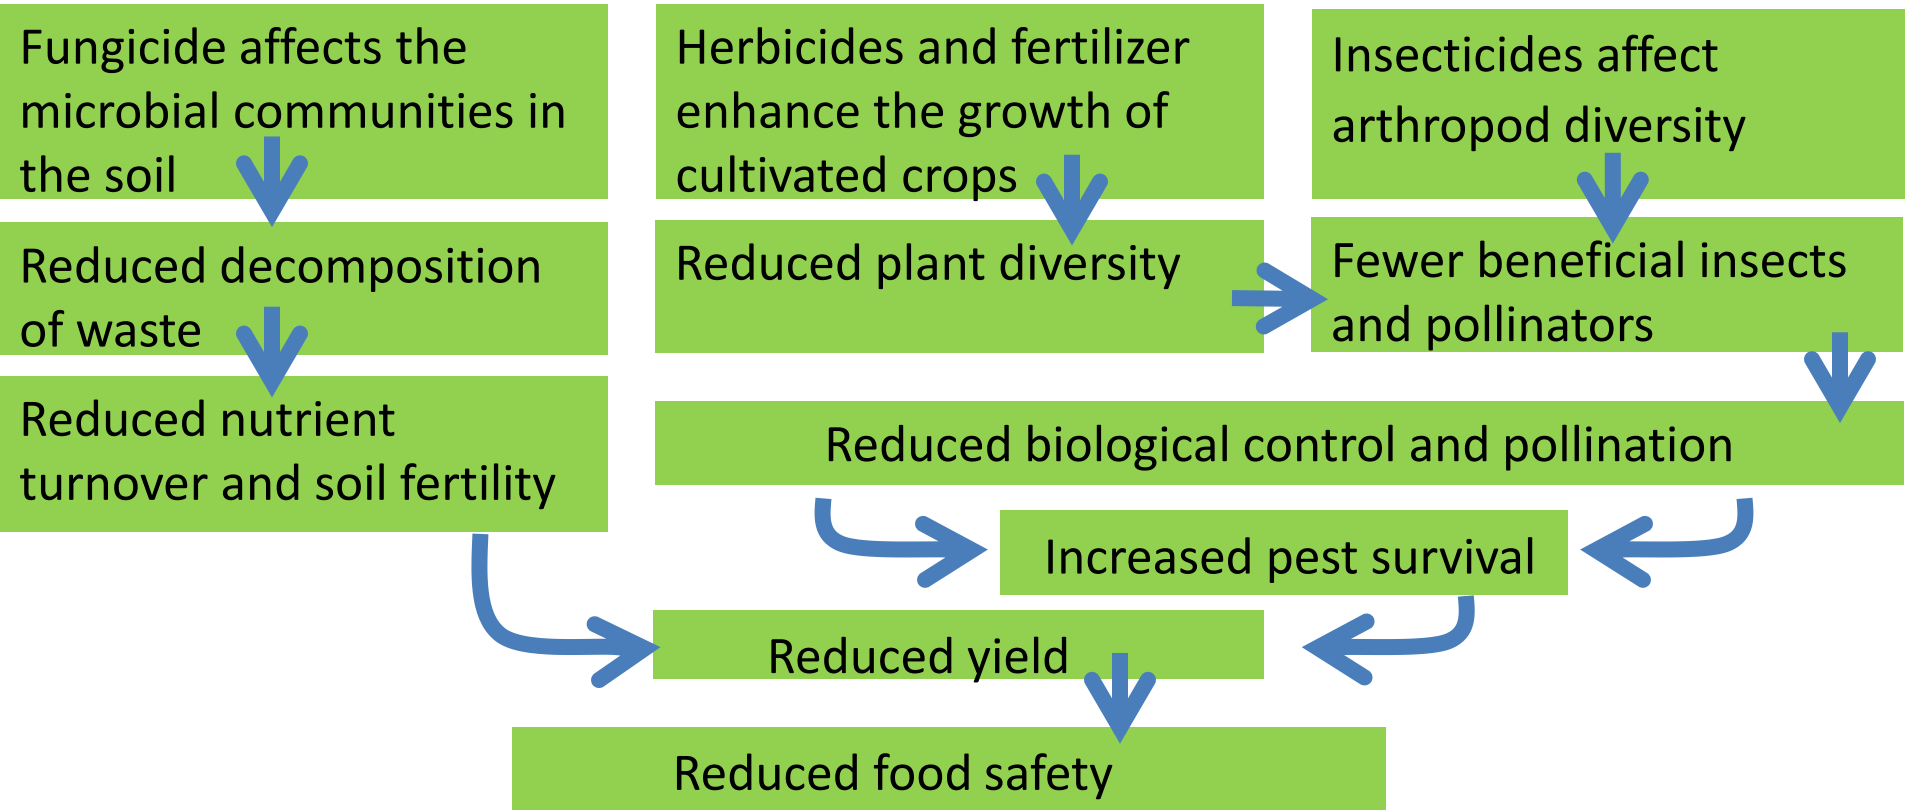 Fungicide affects the
microbial communities in
the soil
Herbicides and fertilizer
enhance the growth of
cultivated crops
Insecticides affect
arthropod diversity
Reduced decomposition
of waste
Reduced plant diversity
Fewer beneficial insects
and pollinators
Reduced nutrient
turnover and soil fertility
Reduced biological control and pollination
Increased pest survival
Reduced yield
Reduced food safety